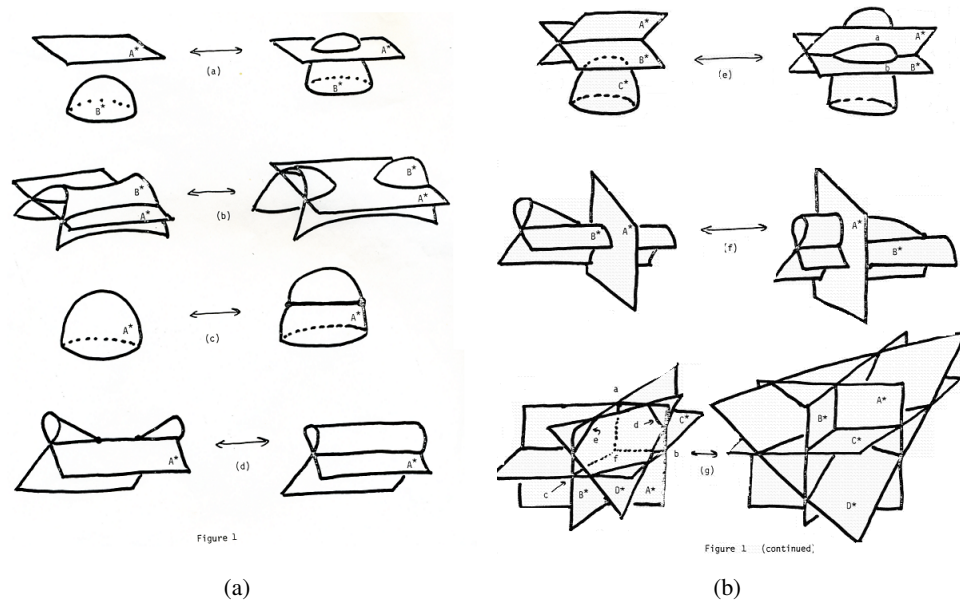 A*
A*
B*
B*
(a)
B*
A*
(b)
B*
A*
A*
(c)
A*
A*
(d)
A*
Figure 1
(a)
A*
B*
C*
(e)
a
A*
b
B*
A*
B*
(f)
A*
B*
a
d
C*
e
b
f
c
B*
D*
A*
(g)
B*
A*
C*
D*
Figure 1 (continued)
(b)